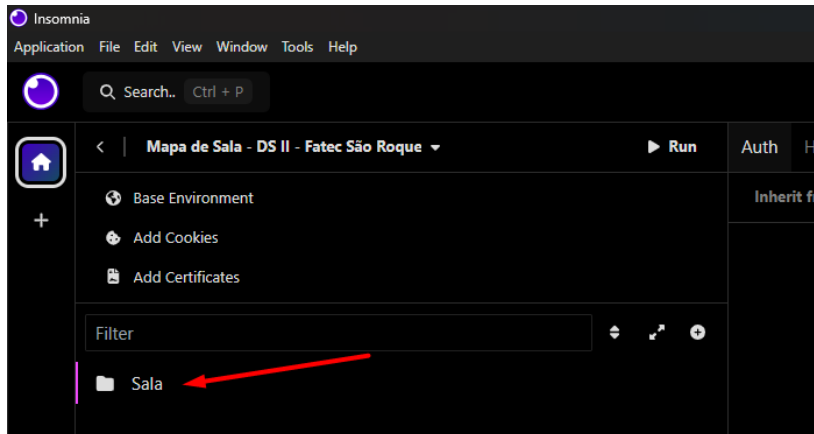 Insomnia
Application File Edit View Window Tools Help
Search.. Ctrl + P
Mapa de Sala - DS II - Fatec São Roque
Run
Auth H
Base Environment
Inherit f
Add Cookies
Add Certificates
Filter
Sala